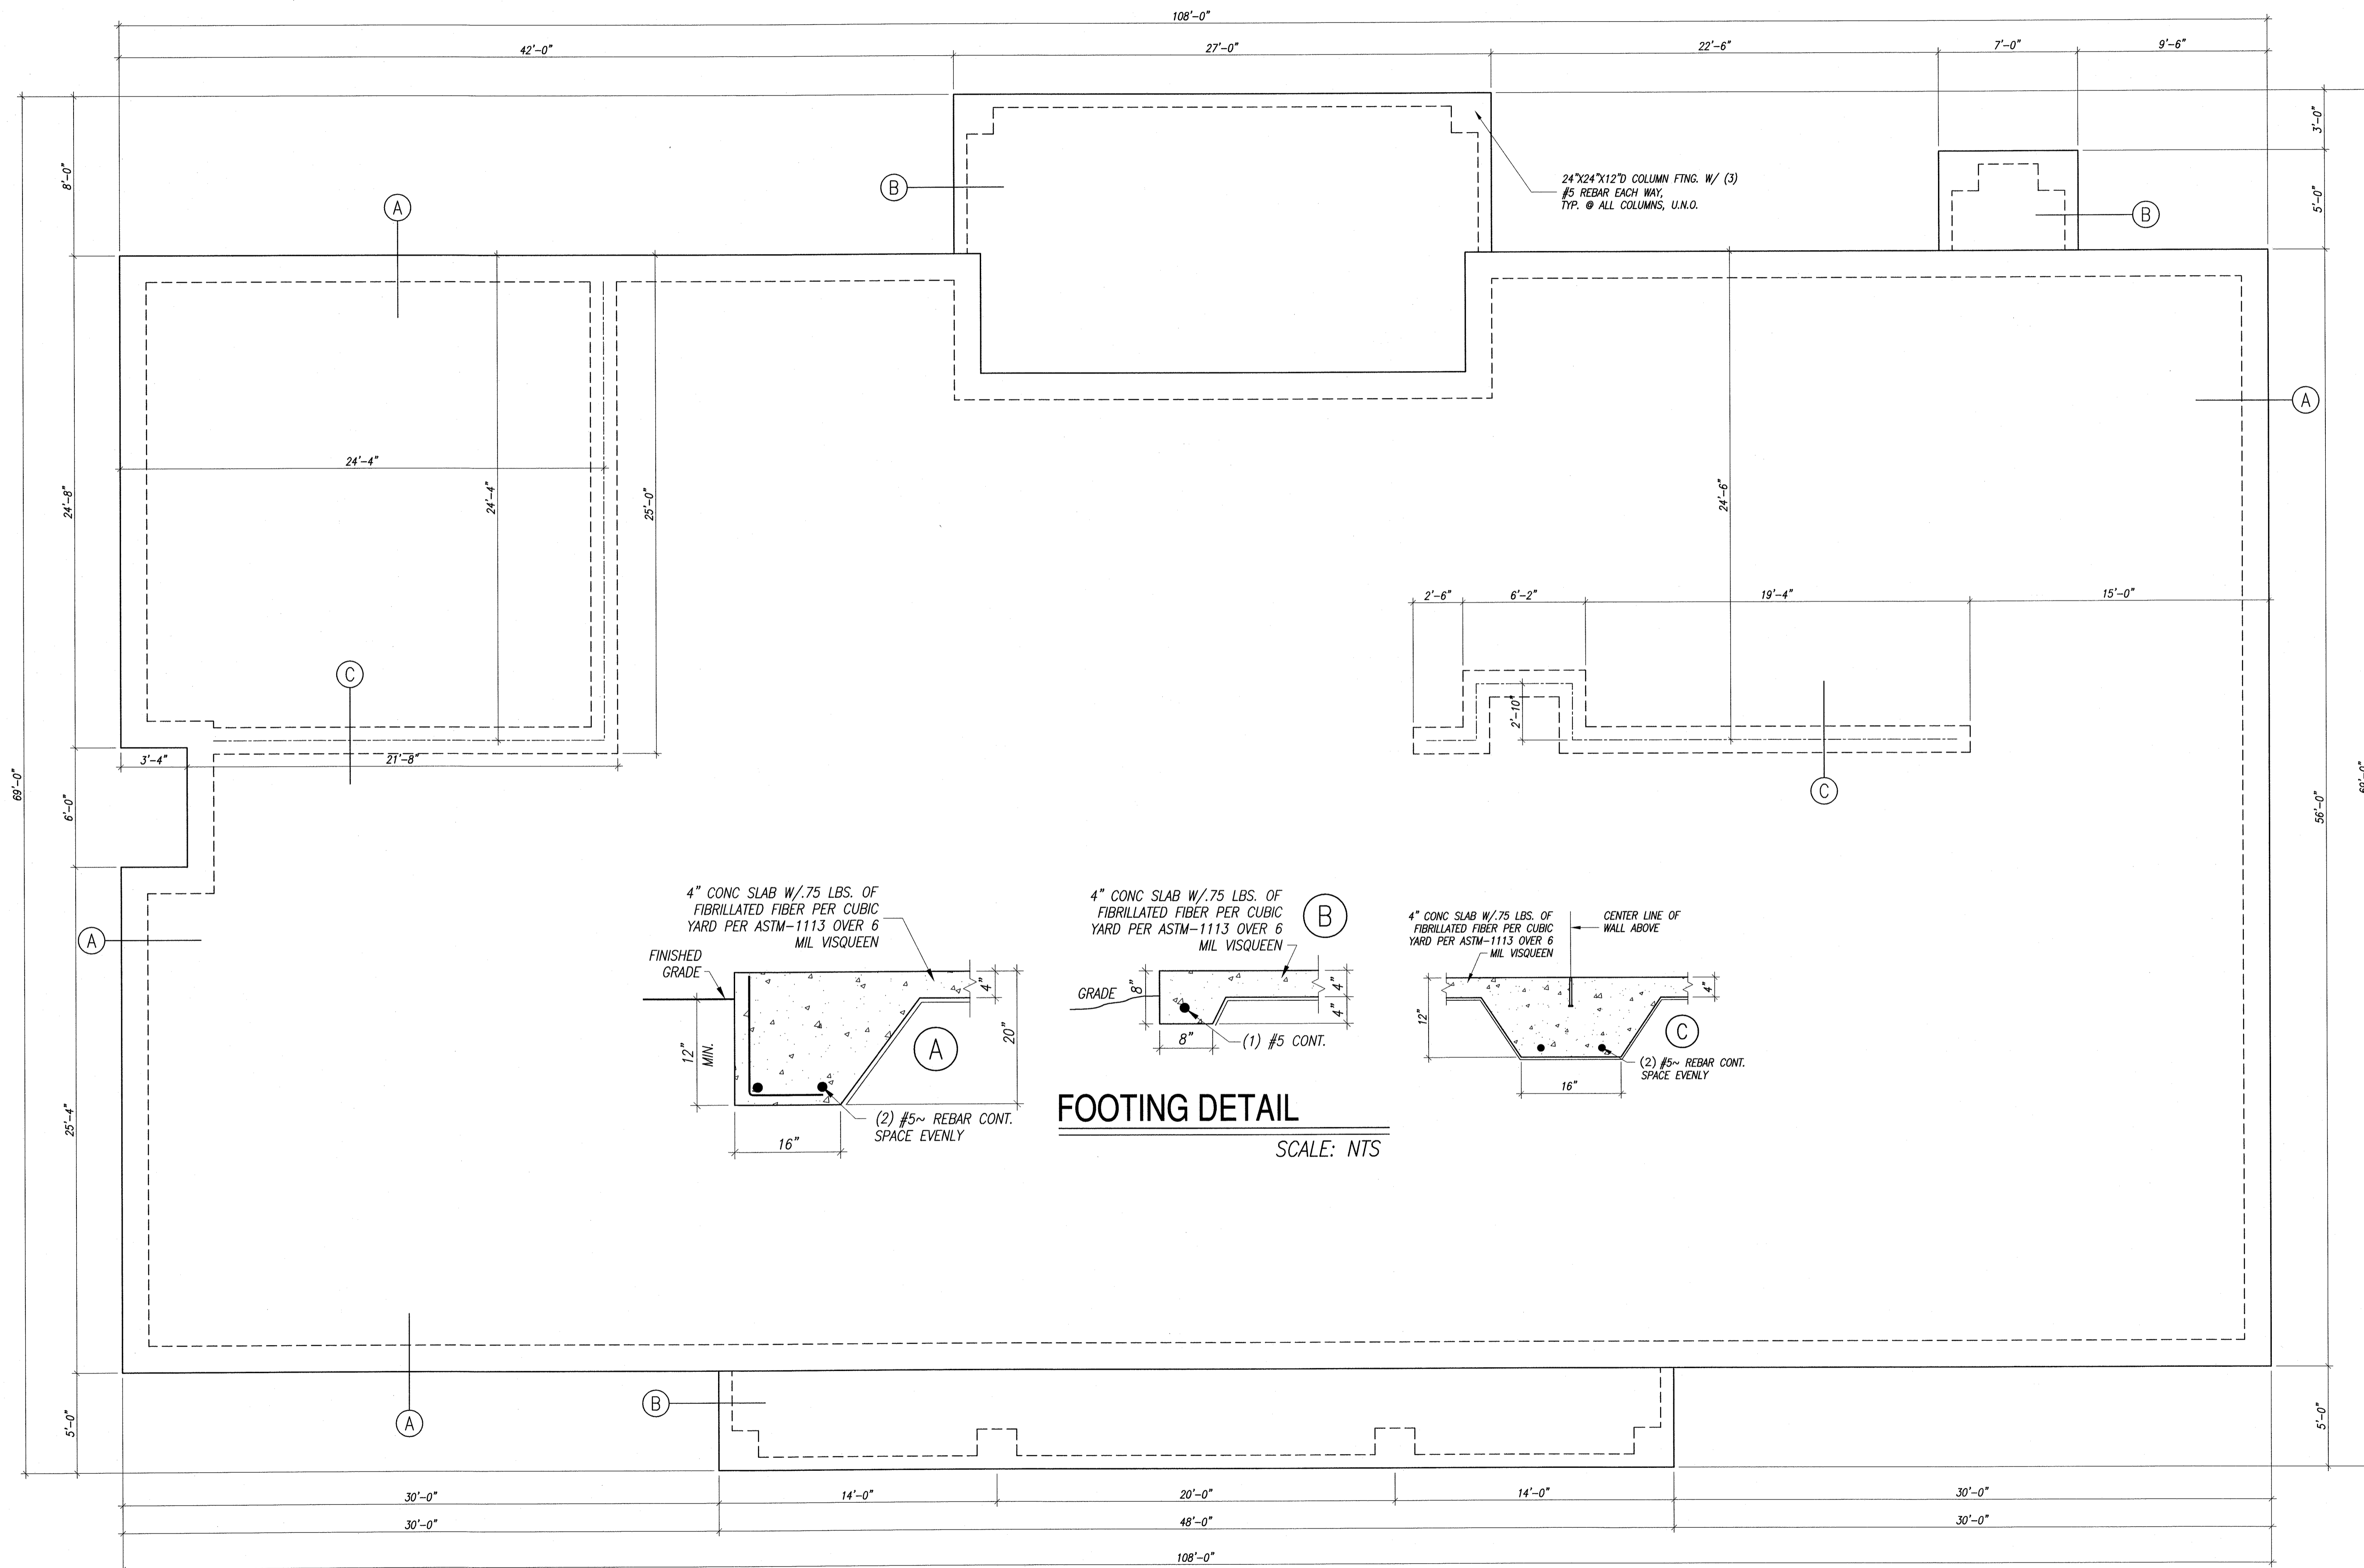 108'-0"
42'-0"
27'-0"
22'-6"
7'-0"
9'-6"
3'-0"
8'-0"
5'-0"
B
24"X24"X12"D COLUMN FTNG. W/ (3)
#5 REBAR EACH WAY,
TYP. @ ALL COLUMNS, U.N.O.
A
B
A
24'-4"
24'-8"
24'-4"
25'-0"
24'-6"
2'-6"
6'-2"
19'-4"
15'-0"
C
2'-10"
3'-4"
21'-8"
C
69'-0"
6'-0"
56'-0"
69'-0"
4" CONC SLAB W/.75 LBS. OF
FIBRILLATED FIBER PER CUBIC
YARD PER ASTM-1113 OVER 6
MIL VISQUEEN
FINISHED
GRADE
4"
20"
12"
MIN.
A
16"
(2) #5~ REBAR CONT.
SPACE EVENLY
4" CONC SLAB W/.75 LBS. OF
FIBRILLATED FIBER PER CUBIC
YARD PER ASTM-1113 OVER 6
MIL VISQUEEN
B
GRADE
8"
4"
4"
8"
(1) #5 CONT.
4" CONC SLAB W/.75 LBS. OF
FIBRILLATED FIBER PER CUBIC
YARD PER ASTM-1113 OVER 6
MIL VISQUEEN
CENTER LINE OF
WALL ABOVE
4"
12"
C
(2) #5~ REBAR CONT.
SPACE EVENLY
16"
FOOTING DETAIL
SCALE: NTS
A
25'-4"
A
B
5'-0"
5'-0"
30'-0"
14'-0"
20'-0"
14'-0"
30'-0"
30'-0"
48'-0"
30'-0"
108'-0"